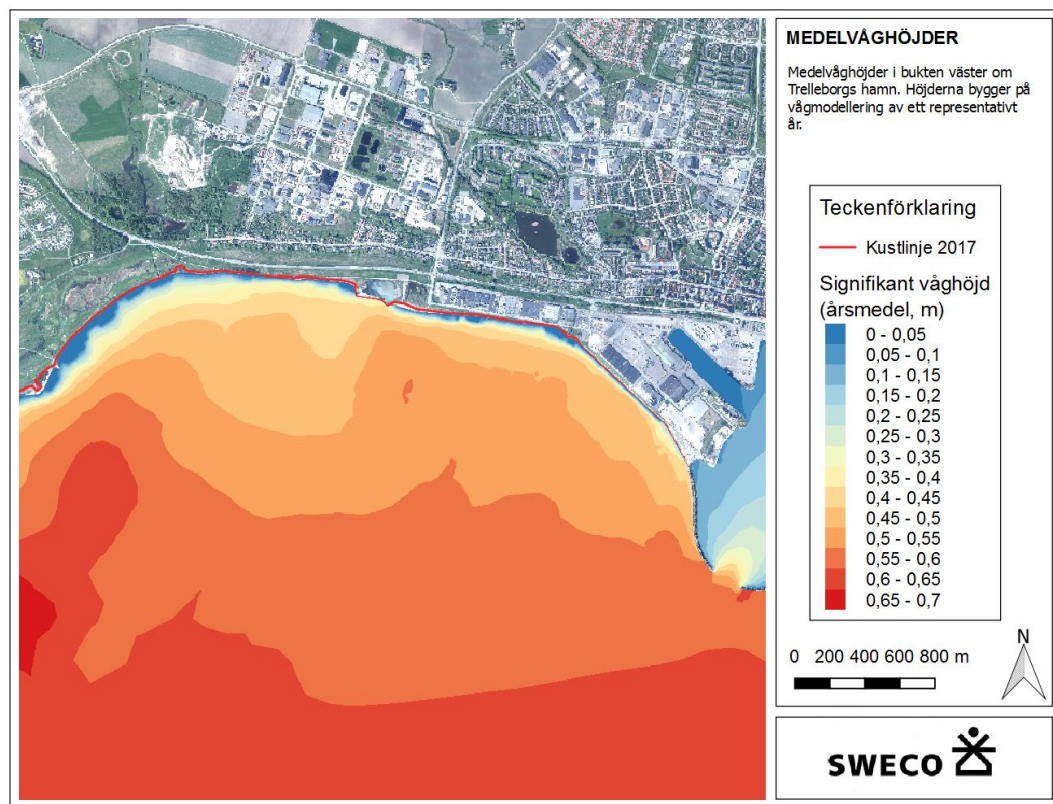 MEDELVÅGHÖJDER
Medelvåghöjder i bukten väster om
Trelleborgs hamn. Höjderna bygger på
vågmodellering av ett representativt
år.
Teckenförklaring
Kustlinje 2017
Signifikant våghöjd
(årsmedel, m)
0 - 0,05
0,05 - 0,1
0,1 - 0,15
0,15 - 0,2
0,2 - 0,25
0,25 - 0,3
0,3 - 0,35
0,35 - 0,4
0,4 - 0,45
0,45 - 0,5
0,5 - 0,55
0,55 - 0,6
0,6 - 0,65
0,65 - 0,7
N
0 200 400 600 800 m
SWECO